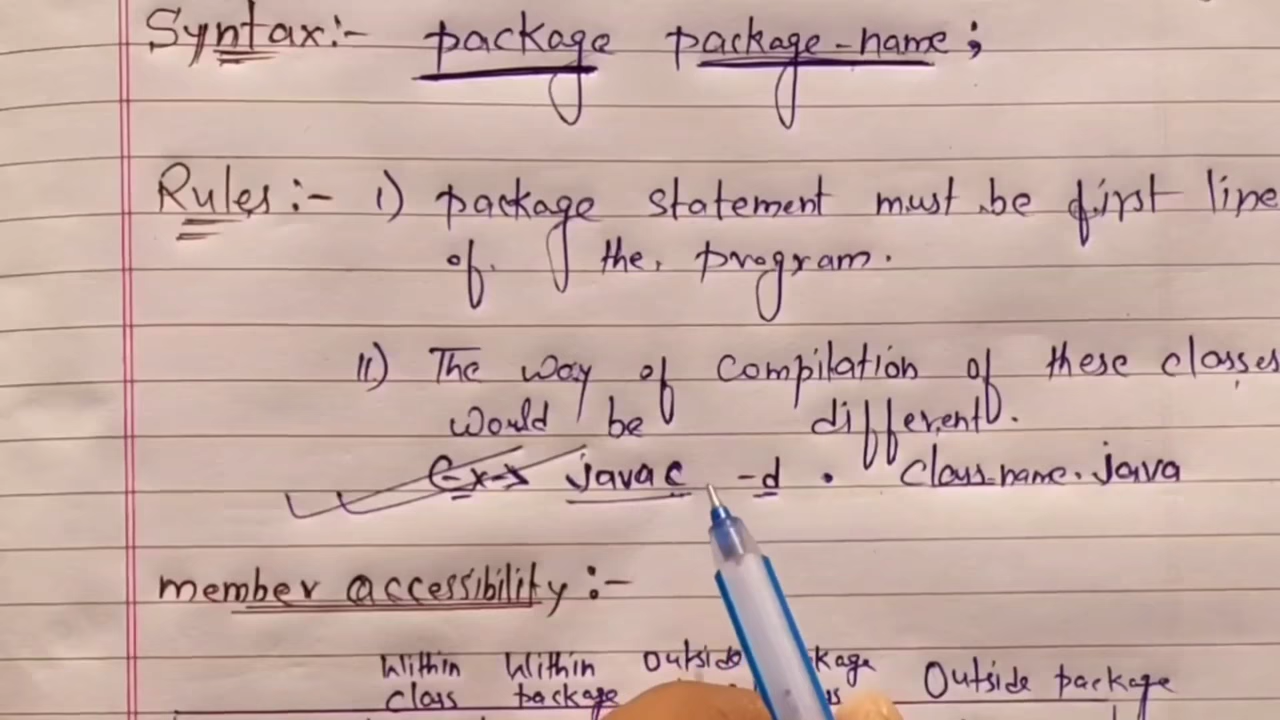 Syntax:- package package-name;
Rules:- I) package statement must be first line
of the program.
II) The way of compilation of these classes
would be different.
Ex-> javac -d . Class-name.java
member accessibility:-
Within Within Outside Outside package
class package